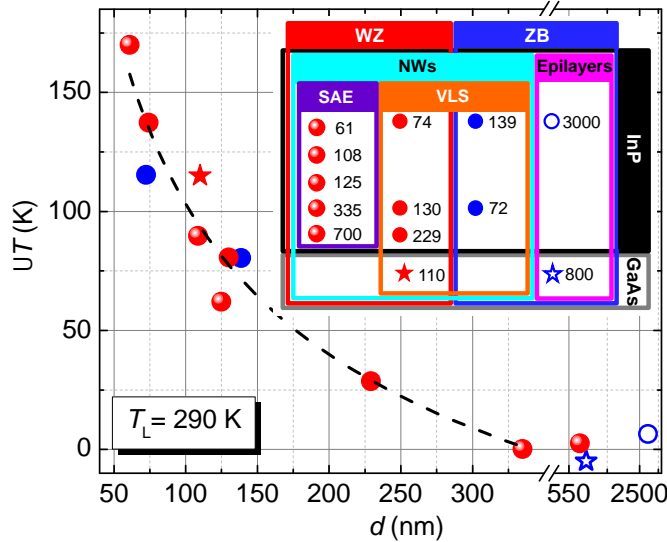 WZ ZB
NWs Epilayers
SAE VLS
61 74 139 3000
108
125
335 130 72
700 229
110 800
InP
GaAs
UT (K)
150
100
50
0
T_L = 290 K
50 100 150 200 250 300 550 2500
d (nm)